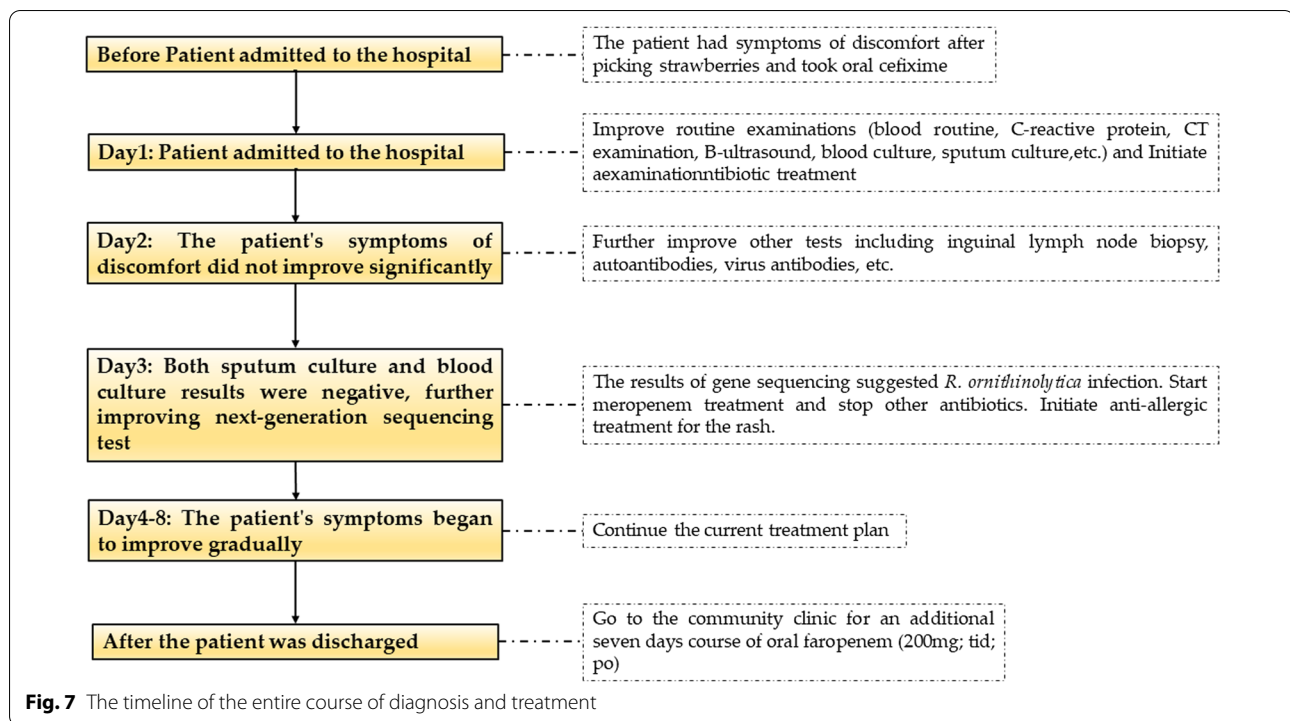 Before Patient admitted to the hospital
The patient had symptoms of discomfort after
picking strawberries and took oral cefixime
Day1: Patient admitted to the hospital
Improve routine examinations (blood routine, C-reactive protein, CT
examination, B-ultrasound, blood culture, sputum culture,etc.) and Initiate
aexaminationntibiotic treatment
Day2: The patient's symptoms of
discomfort did not improve significantly
Further improve other tests including inguinal lymph node biopsy,
autoantibodies, virus antibodies, etc.
Day3: Both sputum culture and blood
culture results were negative, further
improving next-generation sequencing
test
The results of gene sequencing suggested R. ornithinolytica infection. Start
meropenem treatment and stop other antibiotics. Initiate anti-allergic
treatment for the rash.
Day4-8: The patient's symptoms began
to improve gradually
Continue the current treatment plan
After the patient was discharged
Go to the community clinic for an additional
seven days course of oral faropenem (200mg; tid;
po)
Fig. 7 The timeline of the entire course of diagnosis and treatment